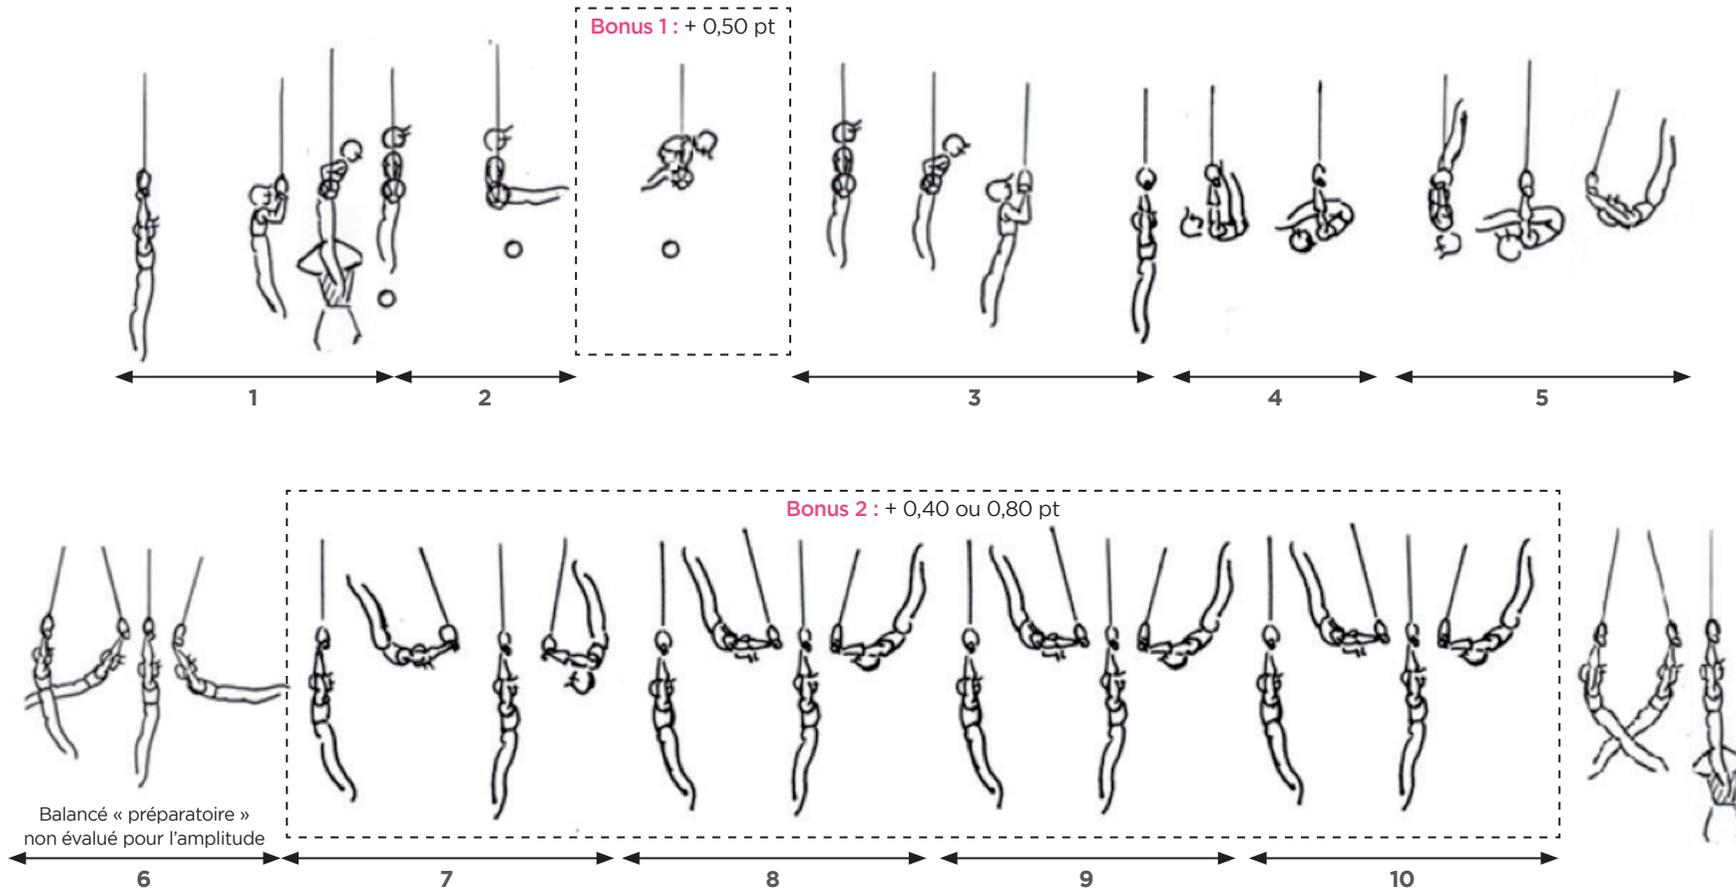 Bonus 1 : + 0,50 pt
1
2
3
4
5
Bonus 2 : + 0,40 ou 0,80 pt
Balancé « préparatoire »
non évalué pour l'amplitude
6
7
8
9
10